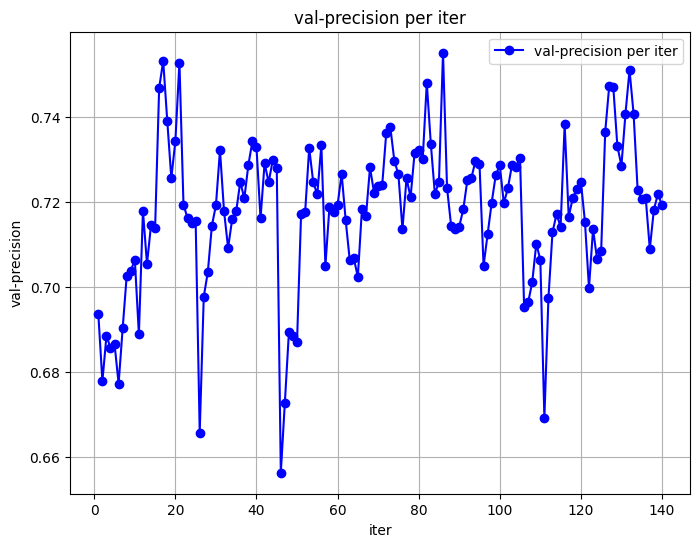 val-precision per iter
val-precision per iter
0.74
0.72
0.70
0.68
0.66
val-precision
0 20 40 60 80 100 120 140
iter